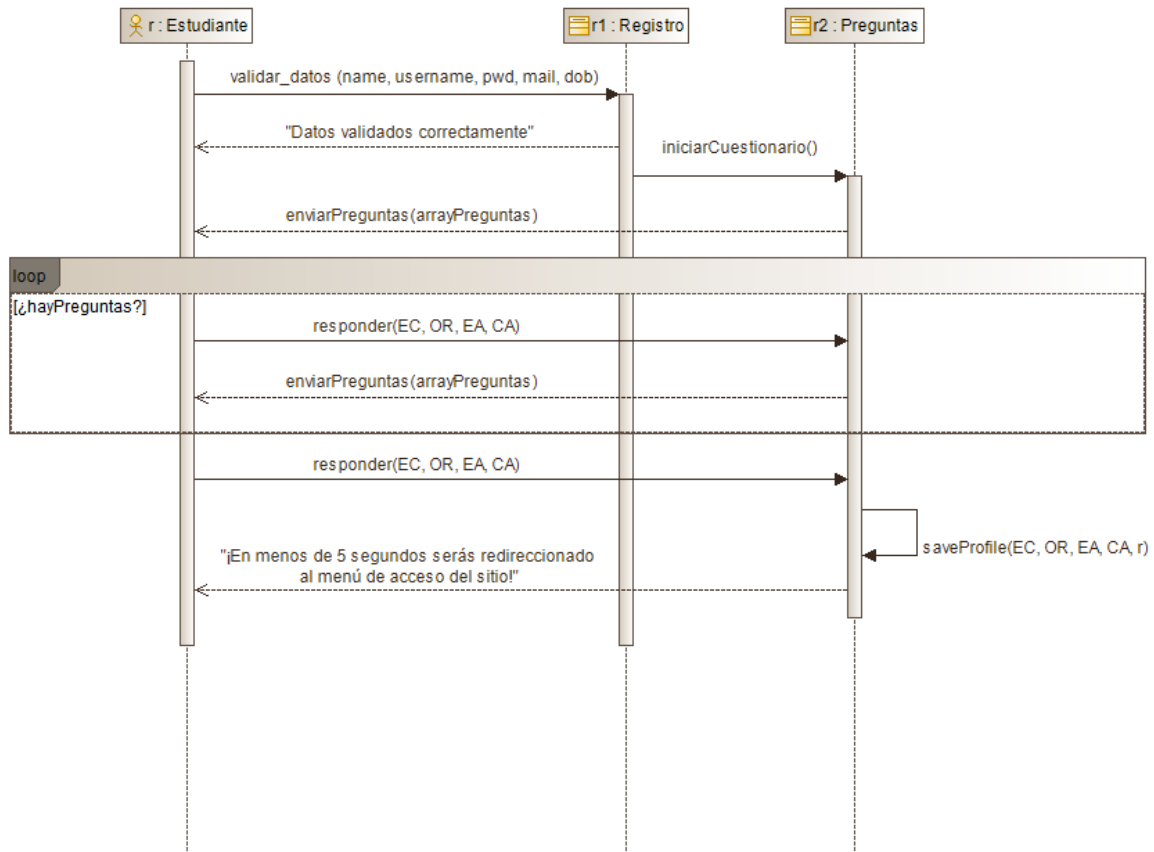 r : Estudiante
r1 : Registro
r2 : Preguntas
validar_datos (name, username, pwd, mail, dob)
"Datos validados correctamente"
iniciarCuestionario()
enviarPreguntas(arrayPreguntas)
loop
[¿hayPreguntas?]
responder(EC, OR, EA, CA)
enviarPreguntas(arrayPreguntas)
responder(EC, OR, EA, CA)
saveProfile(EC, OR, EA, CA, r)
"¡En menos de 5 segundos serás redireccionado
al menú de acceso del sitio!"